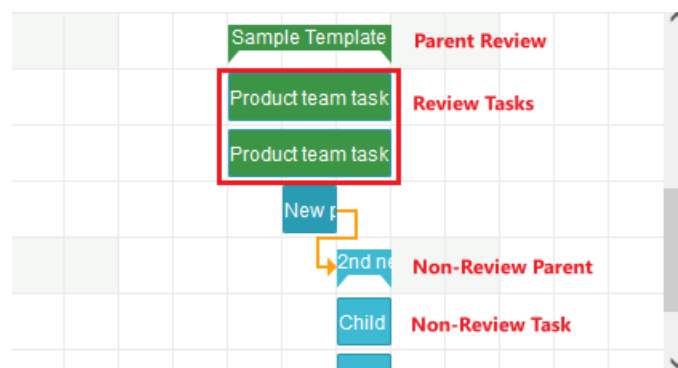 Sample Template
Parent Review
Product team task
Review Tasks
Product team task
New p
2nd ne
Non-Review Parent
Child
Non-Review Task